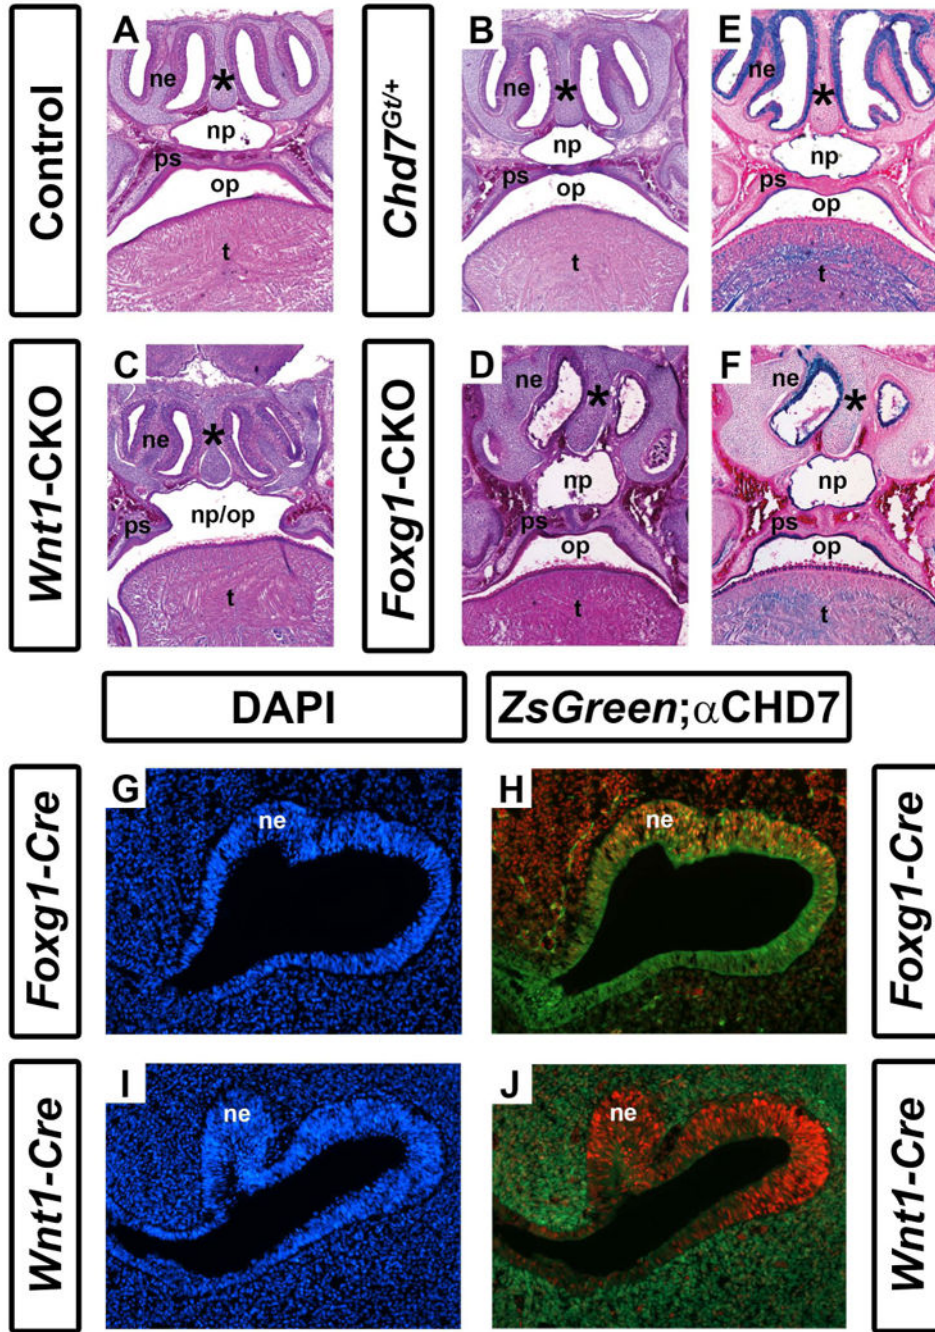 Control
A
ne
*
np
ps
op
t
Chd7Gt/+
B
ne
*
np
ps
op
t
E
ne
*
np
ps
op
t
Wnt1-CKO
C
ne
*
np/op
ps
t
Foxg1-CKO
D
ne
*
np
ps
op
t
F
ne
*
np
ps
op
t
DAPI
ZsGreen;αCHD7
Foxg1-Cre
G
ne
H
ne
Foxg1-Cre
Wnt1-Cre
I
ne
J
ne
Wnt1-Cre